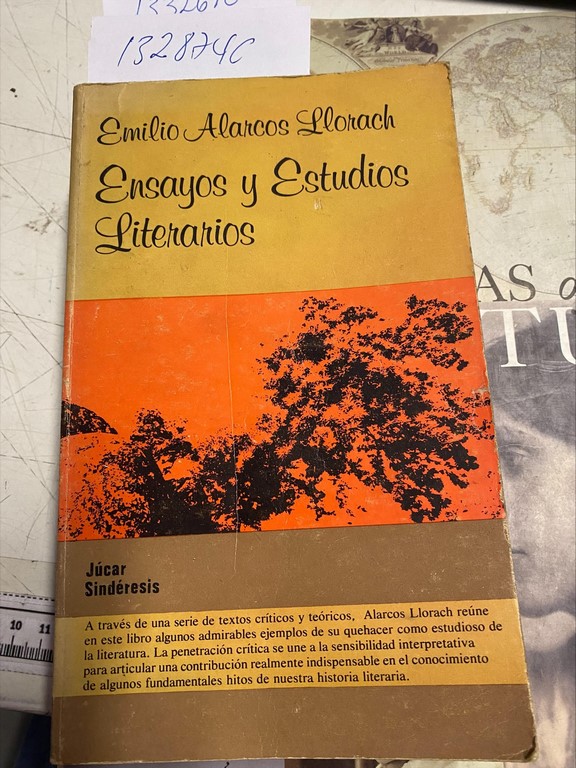 132874C
Emilio Alarcos Llorach
Ensayos y Estudios
Literarios
Júcar
Sindéresis
A través de una serie de textos críticos y teóricos, Alarcos Llorach reúne
en este libro algunos admirables ejemplos de su quehacer como estudioso de
la literatura. La penetración crítica se une a la sensibilidad interpretativa
para articular una contribución realmente indispensable en el conocimiento
de algunos fundamentales hitos de nuestra historia literaria.
10 11
AS
TU